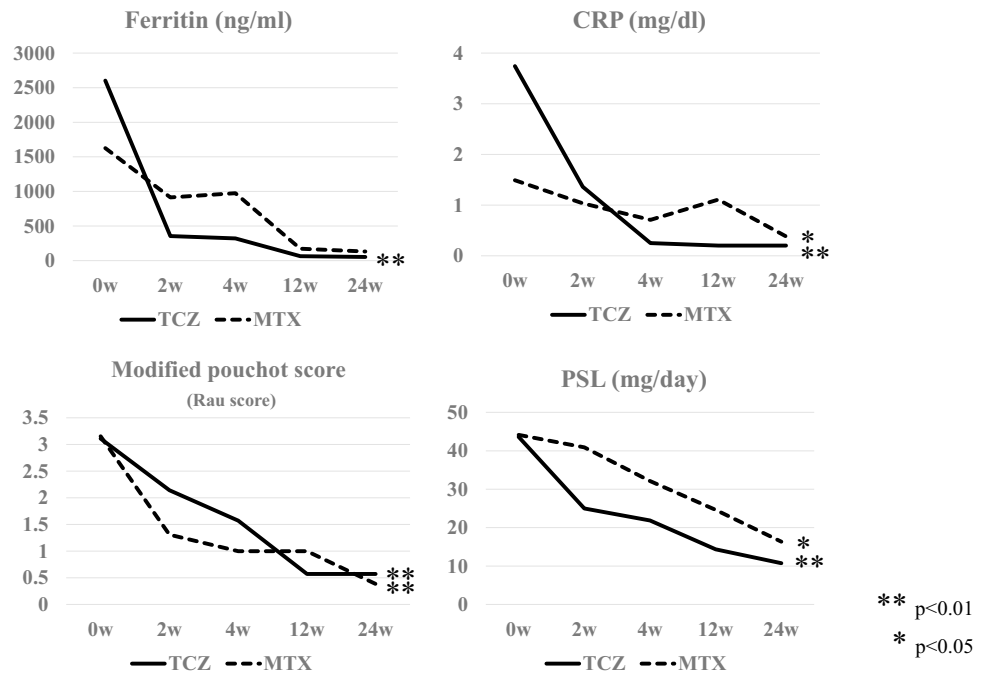 Ferritin (ng/ml)
3000
2500
2000
1500
1000
500
0
**
0w 2w 4w 12w 24w
TCZ MTX
CRP (mg/dl)
4
3
2
1
0
*
**
0w 2w 4w 12w 24w
TCZ MTX
Modified pouchot score
(Rau score)
3.5
3
2.5
2
1.5
1
0.5
0
**
**
0w 2w 4w 12w 24w
TCZ MTX
PSL (mg/day)
50
40
30
20
10
0
*
**
0w 2w 4w 12w 24w
TCZ MTX
** p<0.01
* p<0.05